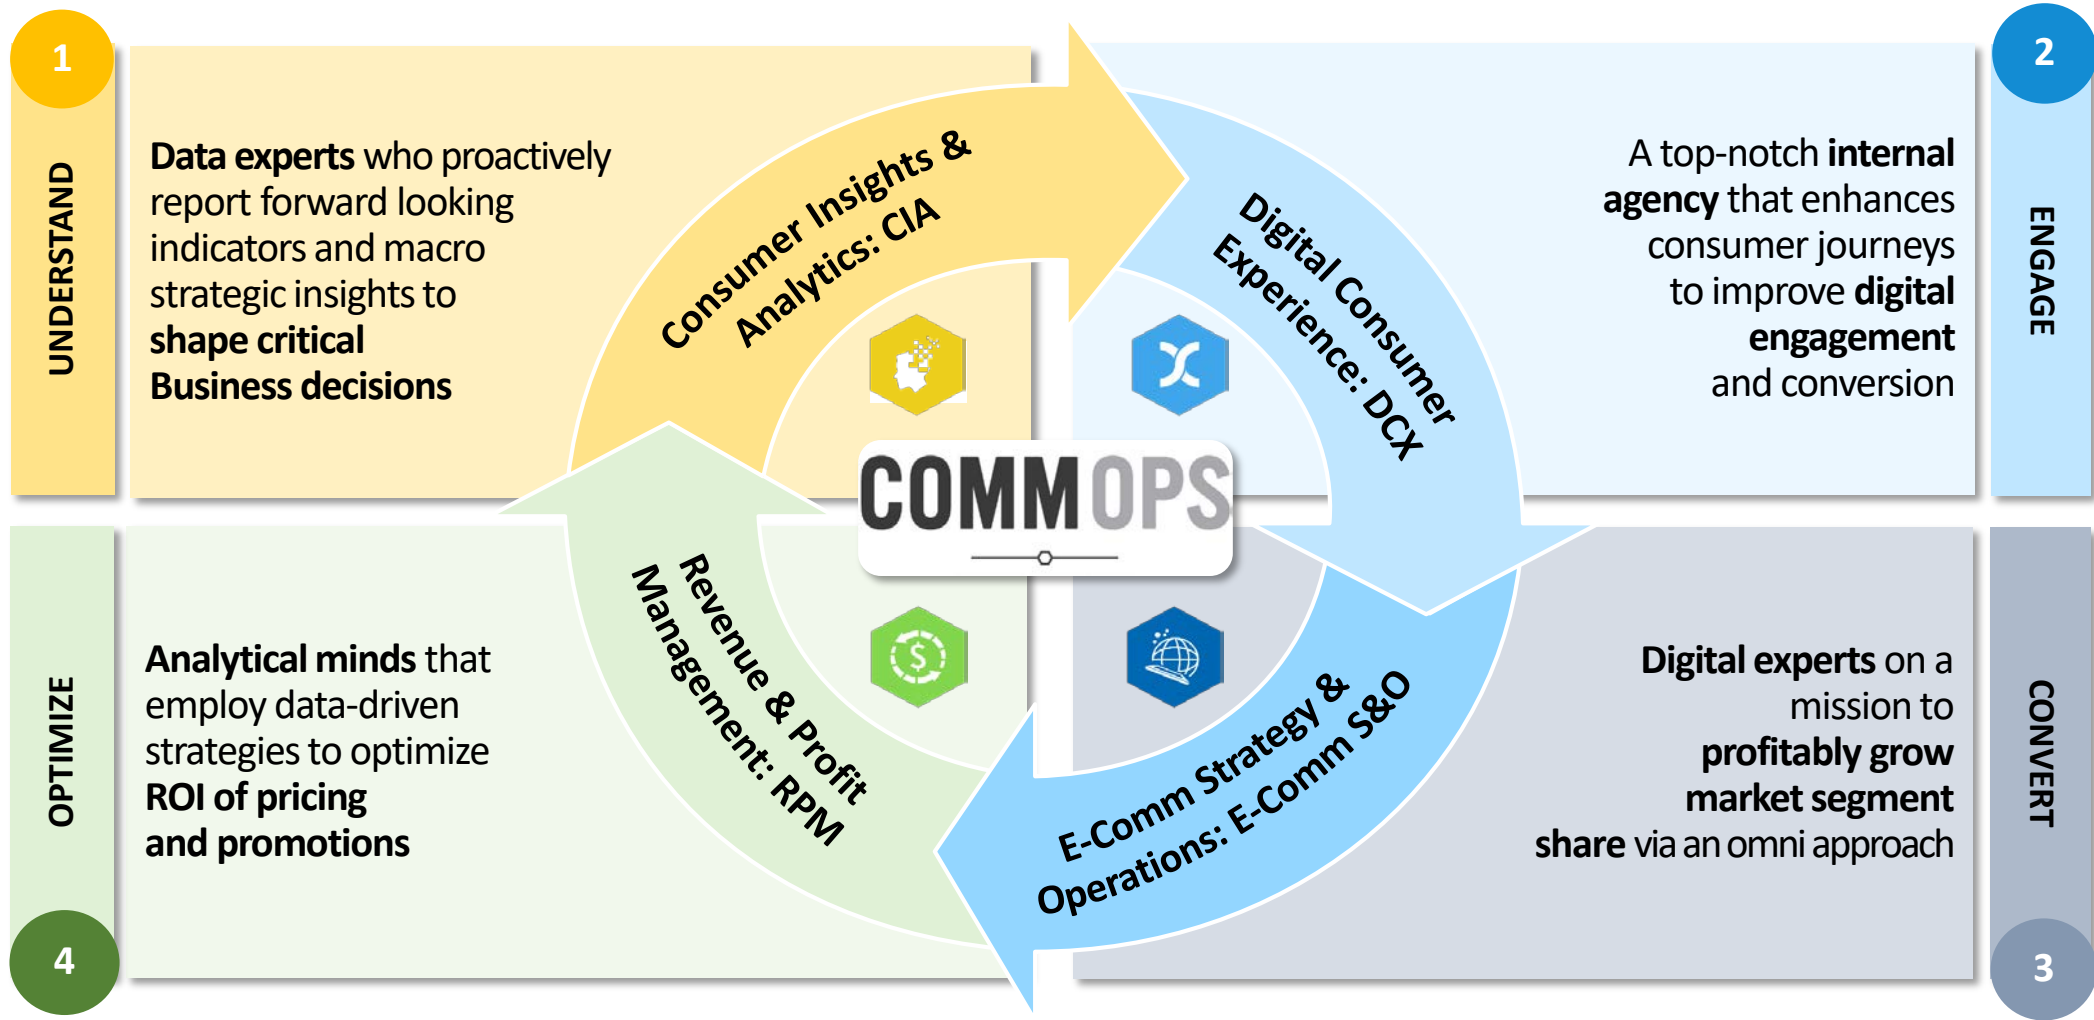 1
UNDERSTAND
Data experts who proactively
report forward looking
indicators and macro
strategic insights to
shape critical
Business decisions
Consumer Insights &
Analytics: CIA
2
ENGAGE
A top-notch internal
agency that enhances
consumer journeys
to improve digital
engagement
and conversion
Digital Consumer
Experience: DCX
COMMOPS
3
CONVERT
Digital experts on a
mission to
profitably grow
market segment
share via an omni approach
E-Comm Strategy &
Operations: E-Comm S&O
4
OPTIMIZE
Analytical minds that
employ data-driven
strategies to optimize
ROI of pricing
and promotions
Revenue & Profit
Management: RPM
$